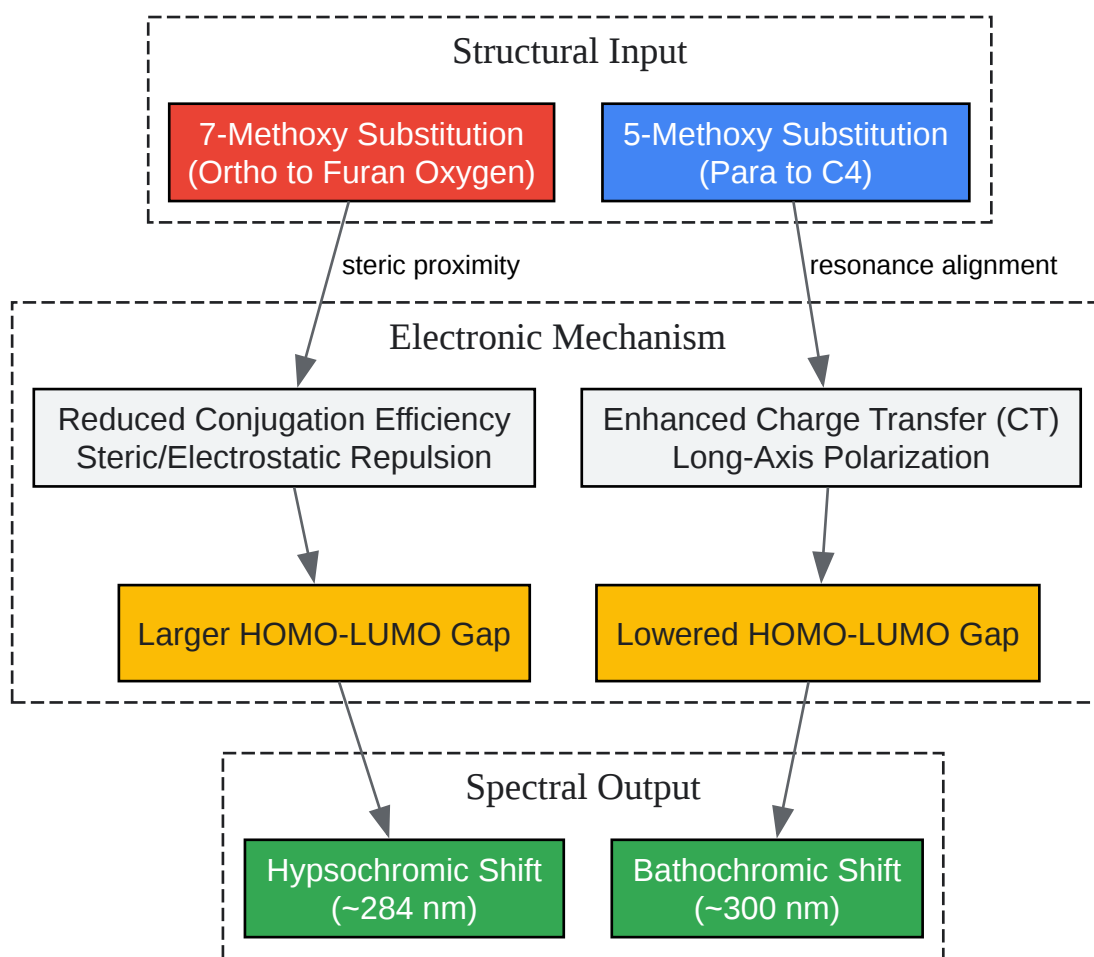 Structural Input
7-Methoxy Substitution
(Ortho to Furan Oxygen)
5-Methoxy Substitution
(Para to C4)
steric proximity
resonance alignment
Electronic Mechanism
Reduced Conjugation Efficiency
Steric/Electrostatic Repulsion
Enhanced Charge Transfer (CT)
Long-Axis Polarization
Larger HOMO-LUMO Gap
Lowered HOMO-LUMO Gap
Spectral Output
Hypsochromic Shift
(~284 nm)
Bathochromic Shift
(~300 nm)